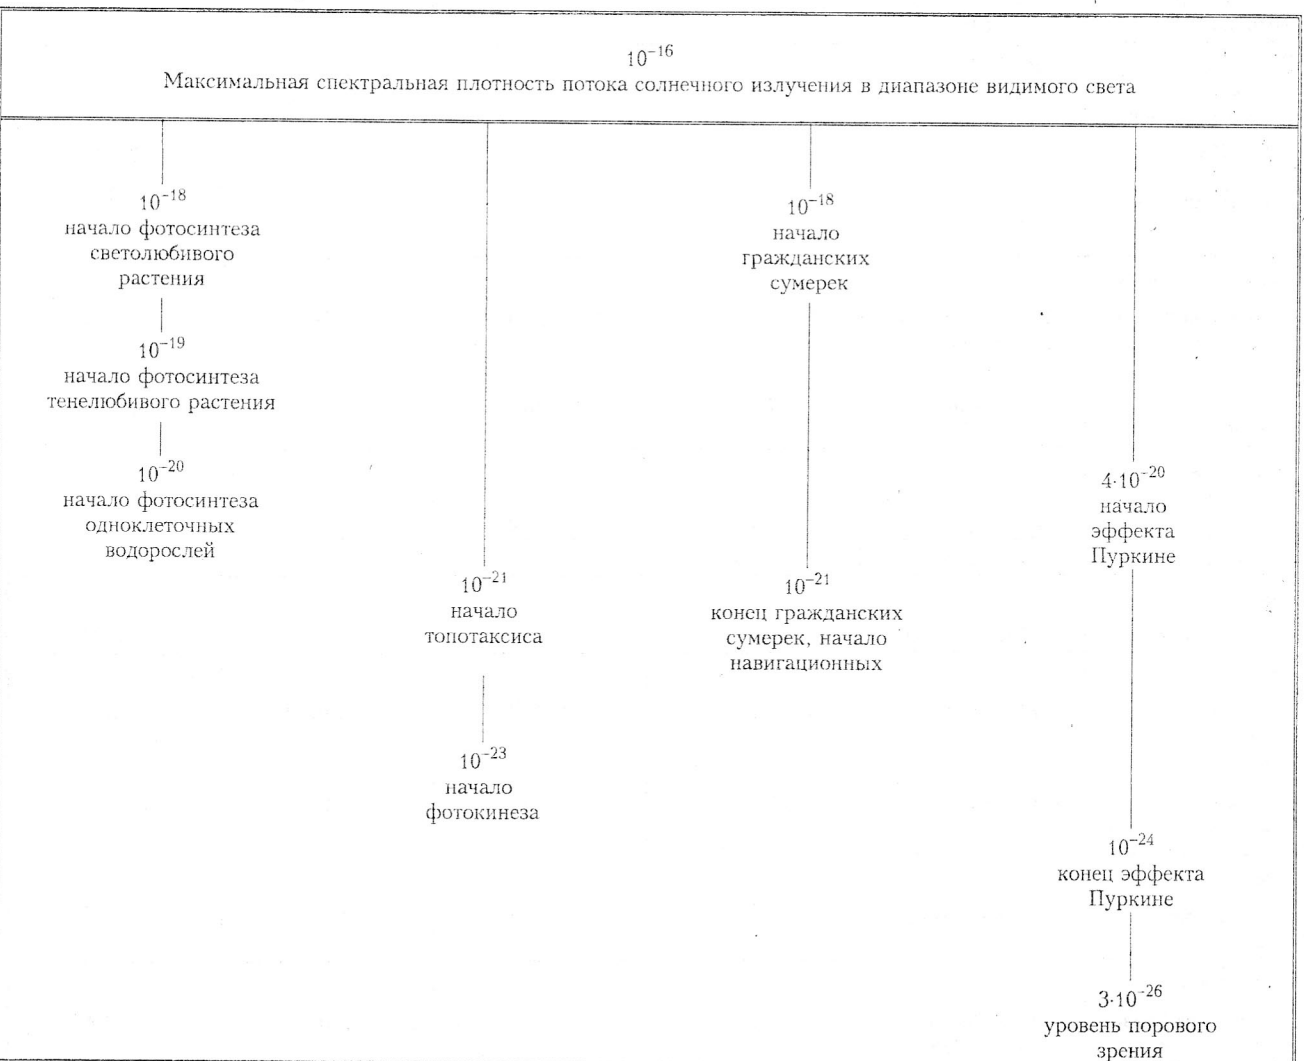 10⁻¹⁶
Максимальная спектральная плотность потока солнечного излучения в диапазоне видимого света
10⁻¹⁸
начало фотосинтеза
светолюбивого
растения
10⁻¹⁹
начало фотосинтеза
тенелюбивого растения
10⁻²⁰
начало фотосинтеза
одноклеточных
водорослей
10⁻²¹
начало
топотаксиса
10⁻²³
начало
фотокинеза
10⁻¹⁸
начало
гражданских
сумерек
10⁻²¹
конец гражданских
сумерек, начало
навигационных
4·10⁻²⁰
начало
эффекта
Пуркине
10⁻²⁴
конец эффекта
Пуркине
3·10⁻²⁶
уровень порового
зрения